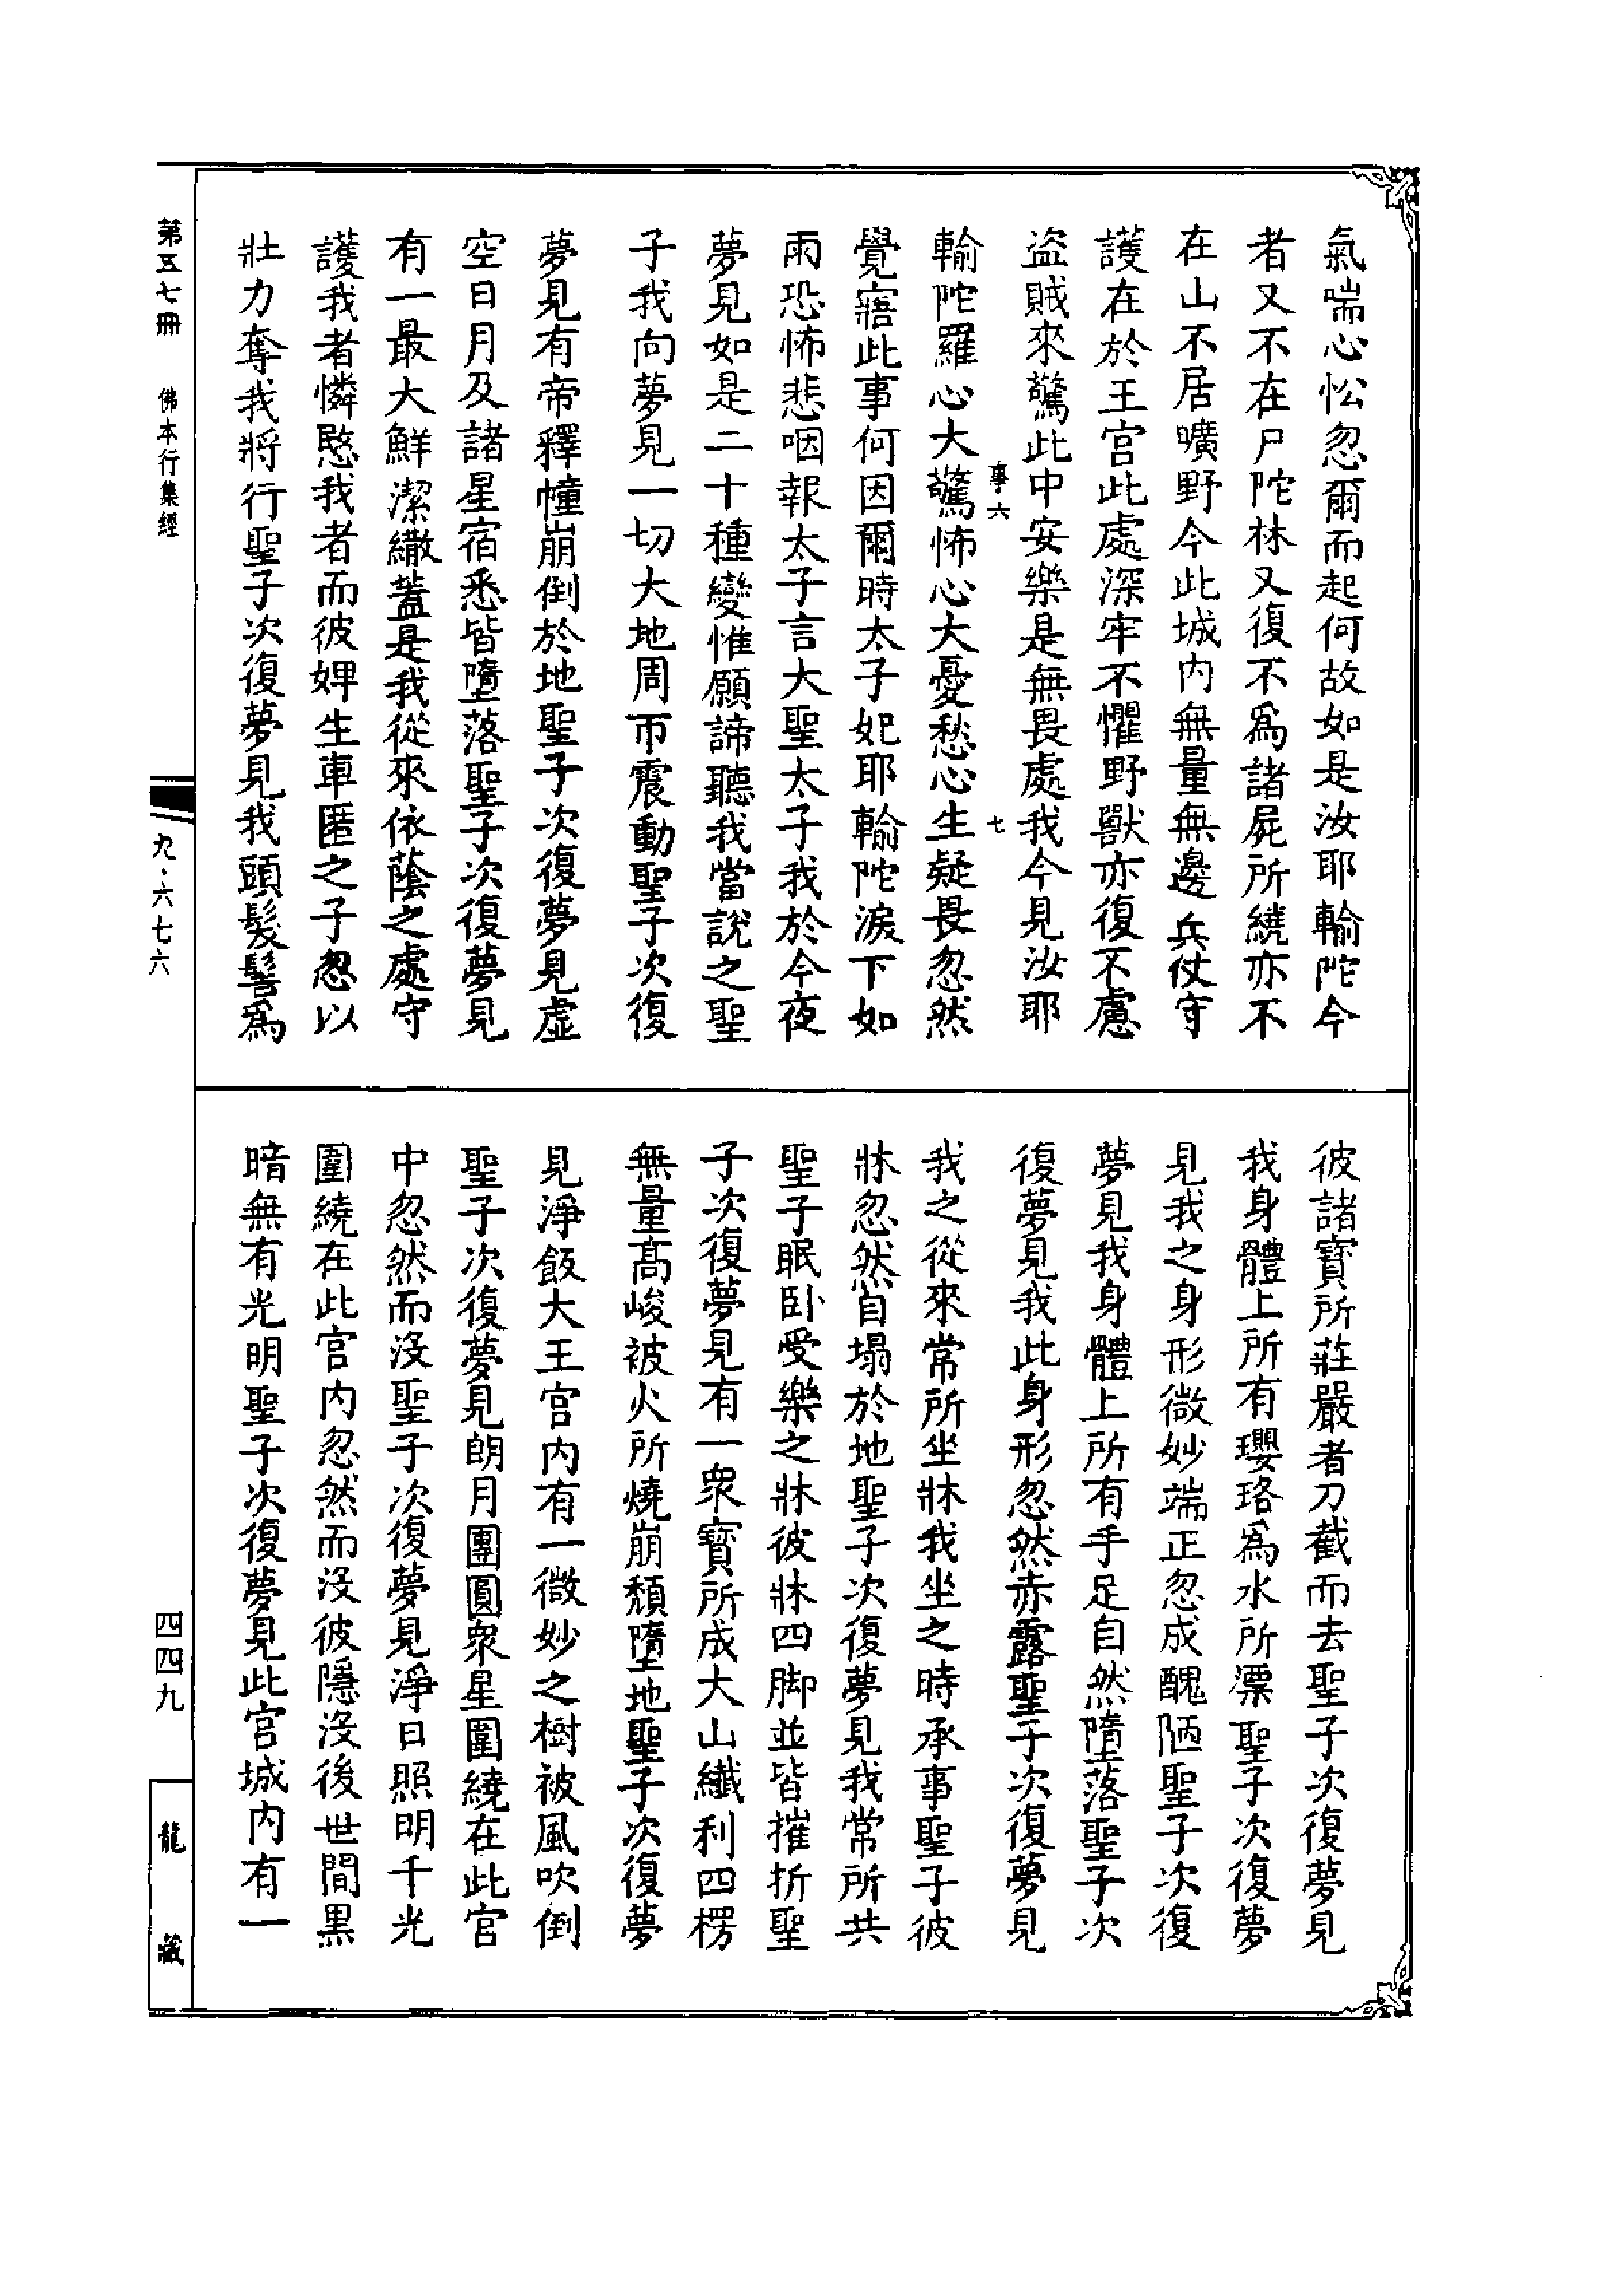 氣喘心忪忽爾而起何故如是汝耶輸陀今
者又不在尸陀林又復不爲諸屍所繞亦不
在山不居曠野今此城内無量無邊兵仗守
護在於王宮此處深牢不懼野獸亦復不慮
盜賊來驚此中安樂是無畏處我今見汝耶
事六 七
輸陀羅心大驚怖心大憂愁心生疑畏忽然
覺寤此事何因爾時太子妃耶輸陀淚下如
雨恐怖悲咽報太子言大聖太子我於今夜
夢見如是二十種變惟願諦聽我當說之聖
子我向夢見一切大地周帀震動聖子次復
夢見有帝釋幢崩倒於地聖子次復夢見虛
空日月及諸星宿悉皆墮落聖子次復夢見
有一最大鮮潔繖蓋是我從來依蔭之處守
護我者憐愍我者而彼婢生車匿之子忽以
壯力奪我將行聖子次復夢見我頭髮髻爲
彼諸寶所莊嚴者刀截而去聖子次復夢見
我身體上所有瓔珞爲水所漂聖子次復夢
見我之身形微妙端正忽成醜陋聖子次復
夢見我身體上所有手足自然墮落聖子次
復夢見我此身形忽然赤露聖子次復夢見
我之從來常所坐牀我坐之時承事聖子彼
牀忽然自塌於地聖子次復夢見我常所共
聖子眠卧受樂之牀彼牀四脚並皆摧折聖
子次復夢見有一衆寶所成大山纖利四楞
無量高峻被火所燒崩頹墮地聖子次復夢
見淨飯大王宮内有一微妙之樹被風吹倒
聖子次復夢見朗月團圓衆星圍繞在此宮
中忽然而沒聖子次復夢見淨日照明千光
圍繞在此宮内忽然而沒彼隱沒後世間黑
暗無有光明聖子次復夢見此宮城内有一
第五七冊 佛本行集經
九·六七六
四四九
龍藏